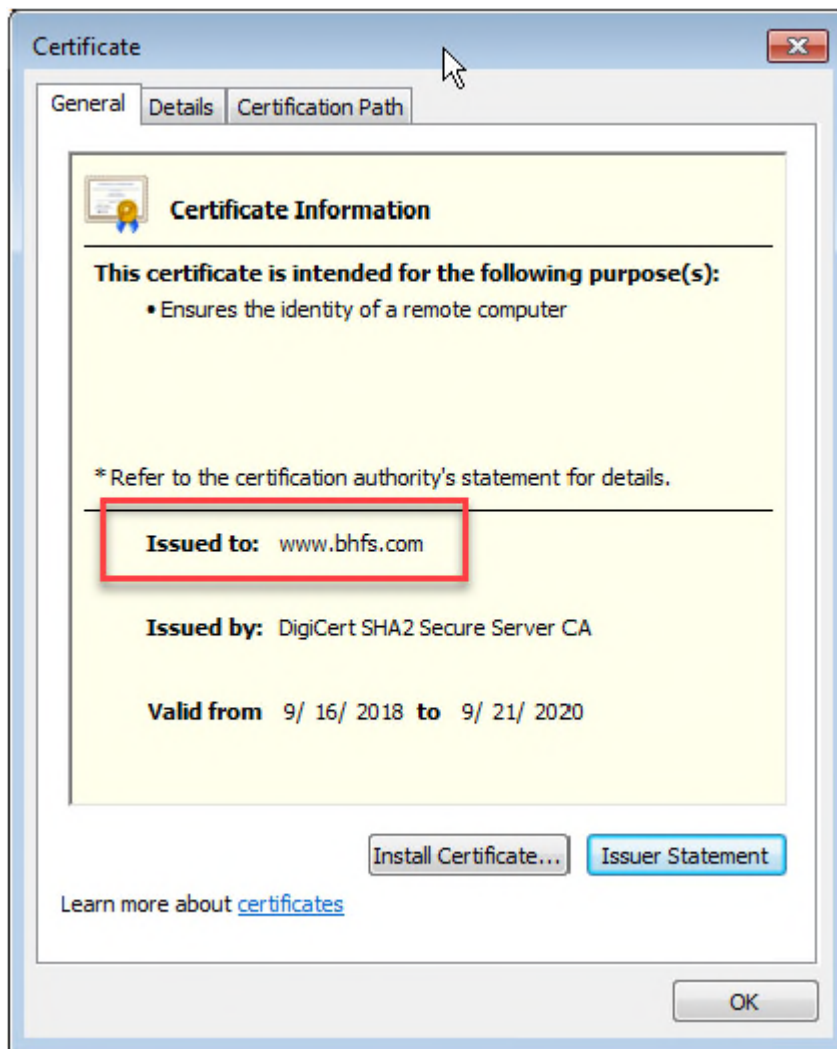 Certificate
General Details Certification Path
Certificate Information
This certificate is intended for the following purpose(s):
• Ensures the identity of a remote computer
* Refer to the certification authority's statement for details.
Issued to: www.bhfs.com
Issued by: DigiCert SHA2 Secure Server CA
Valid from 9/ 16/ 2018 to 9/ 21/ 2020
Install Certificate... Issuer Statement
Learn more about certificates
OK